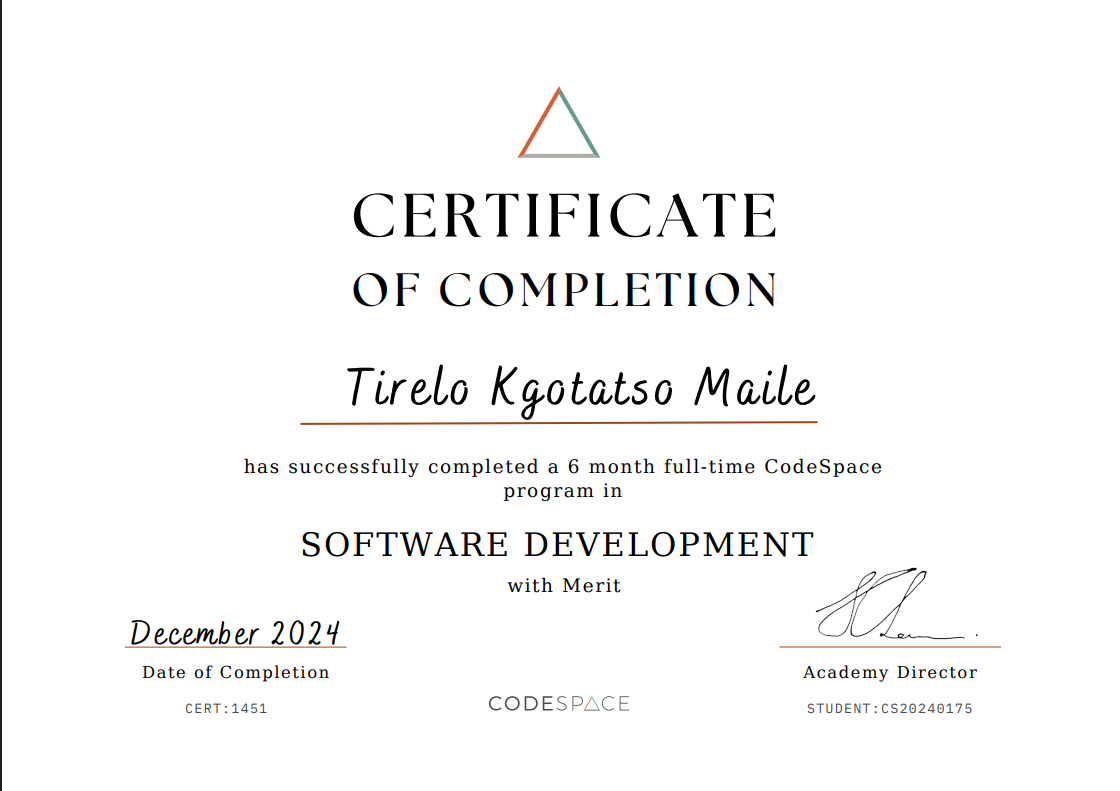 CERTIFICATE
OF COMPLETION
Tirelo Kgotatso Maile
has successfully completed a 6 month full-time CodeSpace
program in
SOFTWARE DEVELOPMENT
with Merit
December 2024
Date of Completion
Academy Director
CERT:1451
CODESPACE
STUDENT:CS20240175